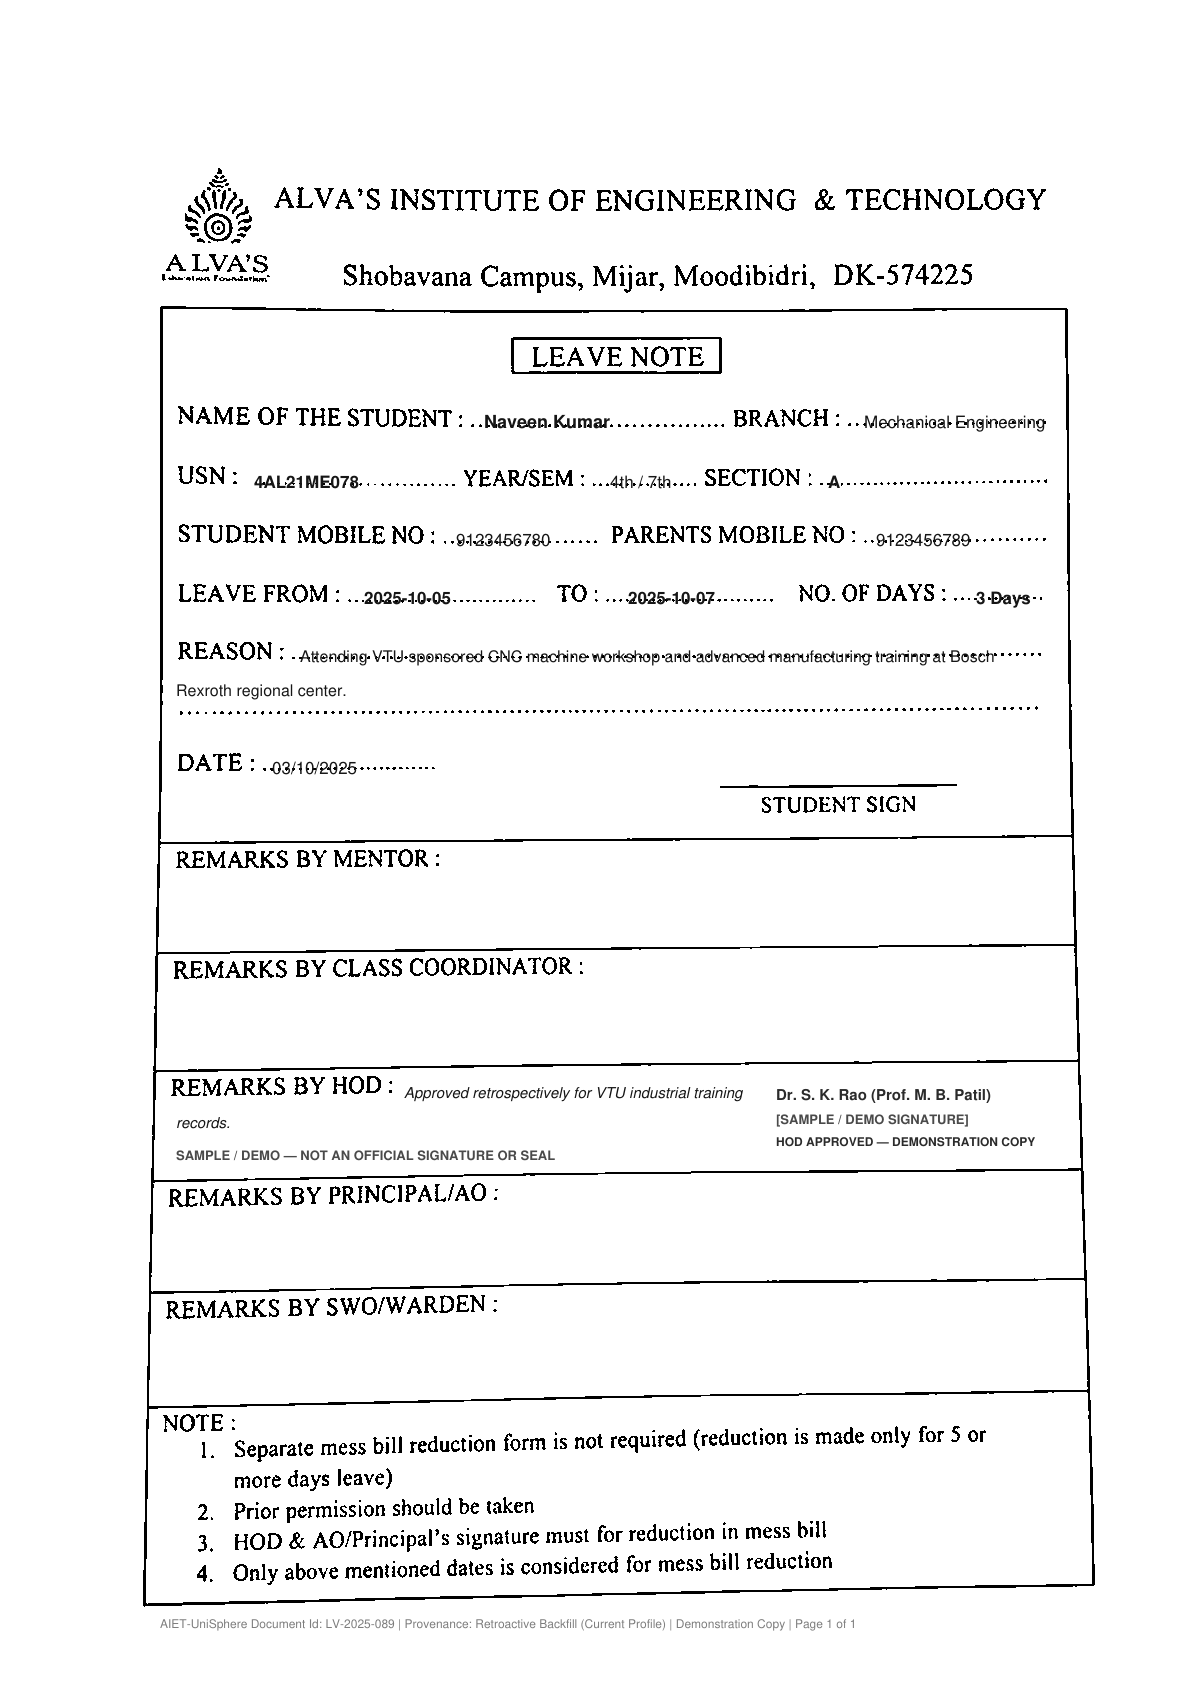 ALVA'S
Education Foundation
ALVA'S INSTITUTE OF ENGINEERING & TECHNOLOGY
Shobavana Campus, Mijar, Moodibidri, DK-574225
LEAVE NOTE
NAME OF THE STUDENT : ..Naveen Kumar................ BRANCH : ..Mechanical Engineering
USN : 4AL21ME078.............. YEAR/SEM : ...4th / 7th.... SECTION : ..A...................................
STUDENT MOBILE NO : ..9123456780...... PARENTS MOBILE NO : ..9123456789..........
LEAVE FROM : ...2025-10-05............ TO : ....2025-10-07......... NO. OF DAYS : ....3 Days..
REASON : ..Attending VTU sponsored CNC machine workshop and advanced manufacturing training at Bosch......
Rexroth regional center.
DATE : ..03/10/2025............
STUDENT SIGN
REMARKS BY MENTOR :
REMARKS BY CLASS COORDINATOR :
REMARKS BY HOD : Approved retrospectively for VTU industrial training
records.
Dr. S. K. Rao (Prof. M. B. Patil)
[SAMPLE / DEMO SIGNATURE]
HOD APPROVED — DEMONSTRATION COPY
SAMPLE / DEMO — NOT AN OFFICIAL SIGNATURE OR SEAL
REMARKS BY PRINCIPAL/AO :
REMARKS BY SWO/WARDEN :
NOTE :
1. Separate mess bill reduction form is not required (reduction is made only for 5 or
more days leave)
2. Prior permission should be taken
3. HOD & AO/Principal's signature must for reduction in mess bill
4. Only above mentioned dates is considered for mess bill reduction
AIET-UniSphere Document Id: LV-2025-089 | Provenance: Retroactive Backfill (Current Profile) | Demonstration Copy | Page 1 of 1